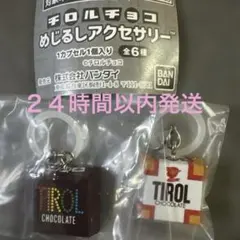 チロルチョコ
めじるしアクセサリー
1カプセル1個入り 全6種
©チロルチョコ
株式会社バンダイ
BAN
DAI
24時間以内発送
TIROL
CHOCOLATE
TIROL